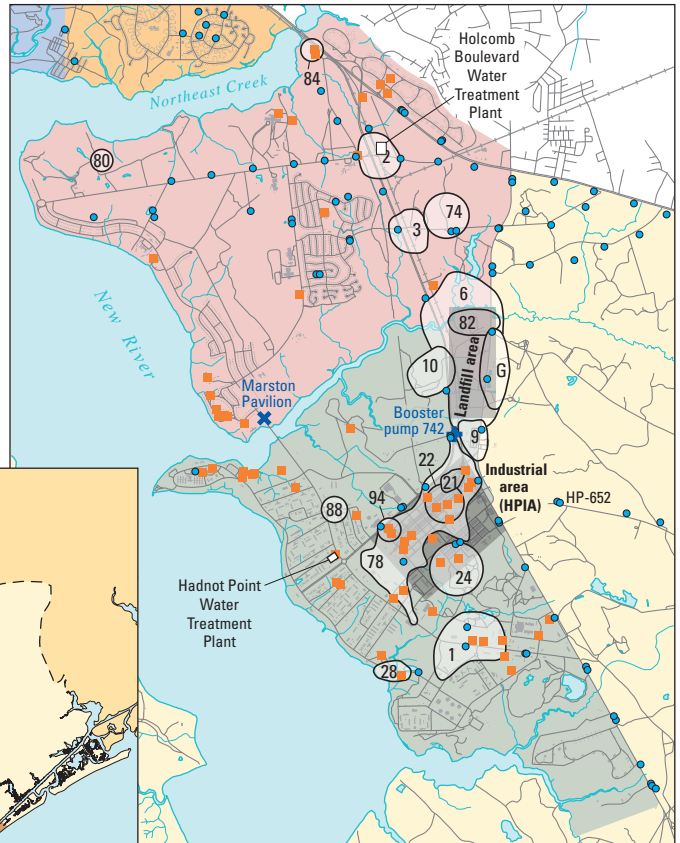 Holcomb
Boulevard
Water
Treatment
Plant
84
Northeast Creek
80
2
74
3
New River
6
82
Landfill area
G
10
Marston
Pavilion
Booster
pump 742
9
22
21
Industrial
area
(HPIA)
HP-652
94
88
78
24
Hadnot Point
Water
Treatment
Plant
1
28